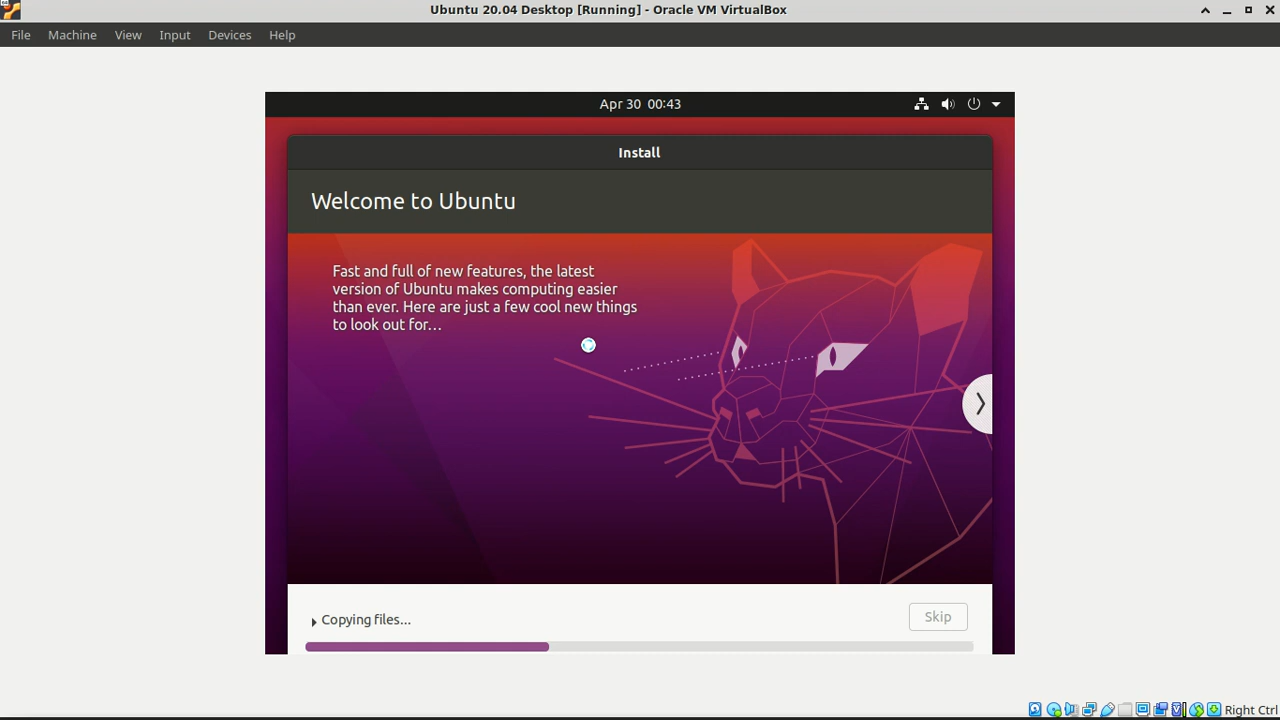 Ubuntu 20.04 Desktop [Running] - Oracle VM VirtualBox
File Machine View Input Devices Help
Apr 30 00:43
Install
Welcome to Ubuntu
Fast and full of new features, the latest
version of Ubuntu makes computing easier
than ever. Here are just a few cool new things
to look out for...
Copying files...
Skip
Right Ctrl